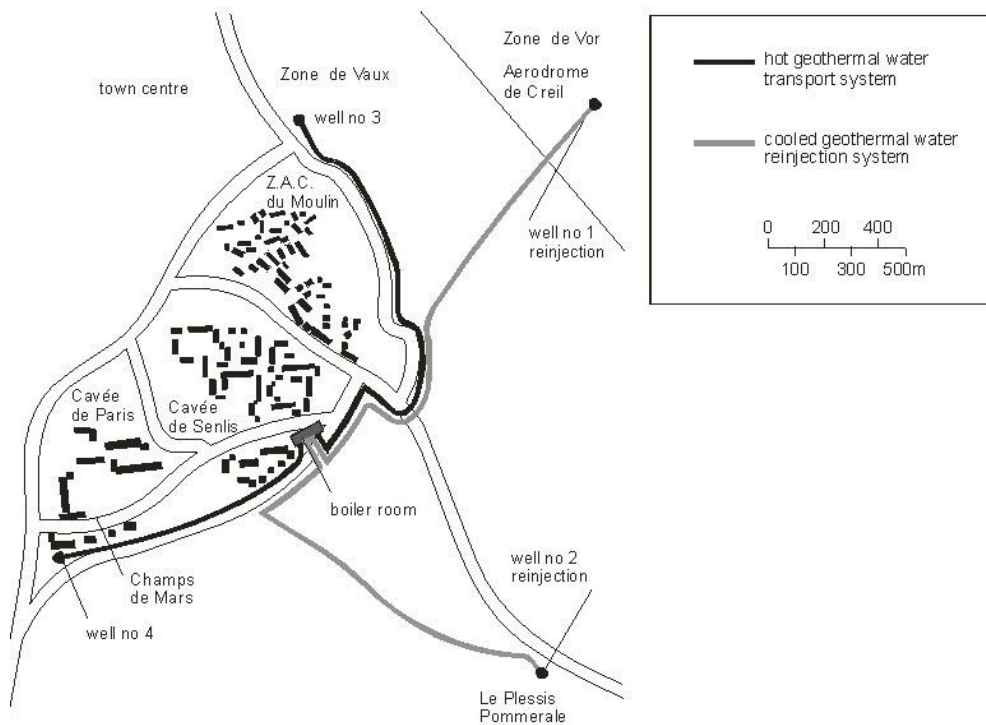 Zone de Vor
Aerodrome
de Creil
Zone de Vaux
town centre
well no 3
Z.A.C.
du Moulin
well no 1
reinjection
Cavée
de Paris
Cavée
de Senlis
boiler room
well no 2
reinjection
Champs
de Mars
well no 4
Le Plessis
Pommerale
hot geothermal water
transport system
cooled geothermal water
reinjection system
0 200 400
100 300 500m